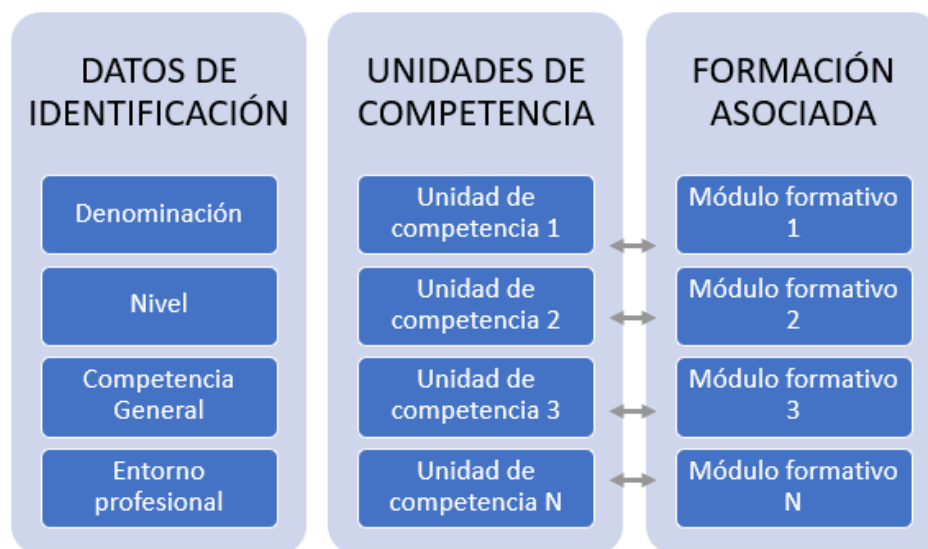 DATOS DE
IDENTIFICACIÓN
Denominación
Nivel
Competencia
General
Entorno
profesional
UNIDADES DE
COMPETENCIA
Unidad de
competencia 1
Unidad de
competencia 2
Unidad de
competencia 3
Unidad de
competencia N
FORMACIÓN
ASOCIADA
Módulo formativo
1
Módulo formativo
2
Módulo formativo
3
Módulo formativo
N